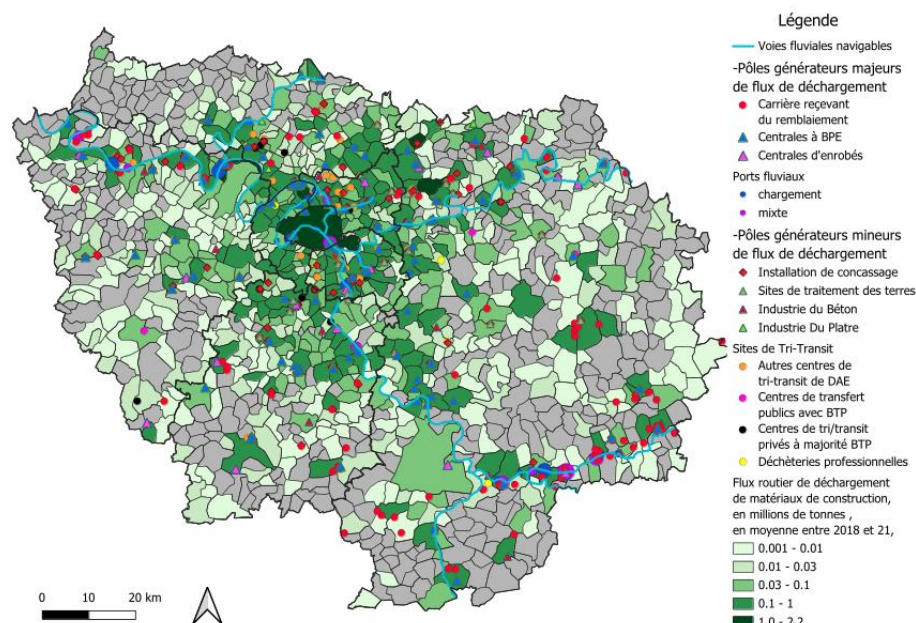 Légende
Voies fluviales navigables
-Pôles générateurs majeurs
de flux de déchargement
Carrière reçevant
du remblaiement
Centrales à BPE
Centrales d'enrobés
Ports fluviaux
chargement
mixte
-Pôles générateurs mineurs
de flux de déchargement
Installation de concassage
Sites de traitement des terres
Industrie du Béton
Industrie Du Platre
Sites de Tri-Transit
Autres centres de
tri-transit de DAE
Centres de transfert
publics avec BTP
Centres de tri/transit
privés à majorité BTP
Déchèteries professionnelles
Flux routier de déchargement
de matériaux de construction,
en millions de tonnes ,
en moyenne entre 2018 et 21,
0.001 - 0.01
0.01 - 0.03
0.03 - 0.1
0.1 - 1
1.0 - 2.2
0 10 20 km